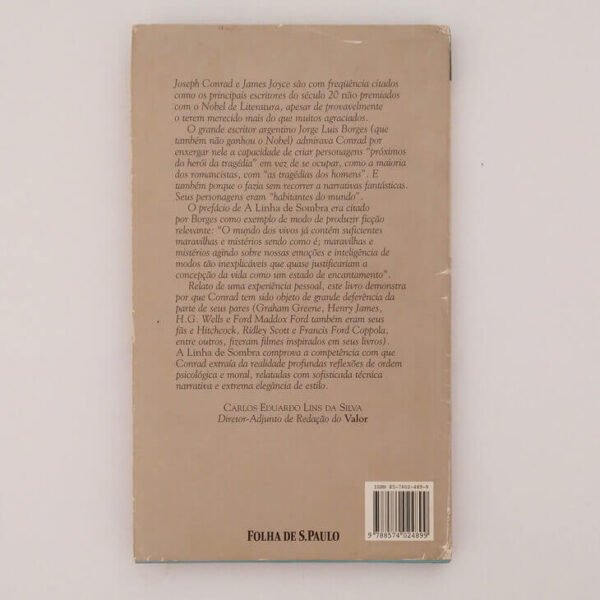 Joseph Conrad e James Joyce são com freqüência citados
como os principais escritores do século 20 não premiados
com o Nobel de Literatura, apesar de provavelmente
o terem merecido mais do que muitos agraciados.
O grande escritor argentino Jorge Luis Borges (que
também não ganhou o Nobel) admirava Conrad por
enxergar nele a capacidade de criar personagens "próximos
do herói da tragédia" em vez de se ocupar, como a maioria
dos romancistas, com "as tragédias dos homens". E
também porque o fazia sem recorrer a narrativas fantásticas.
Seus personagens eram "habitantes do mundo".
O prefácio de A Linha de Sombra era citado
por Borges como exemplo de modo de produzir ficção
relevante: "O mundo dos vivos já contém suficientes
maravilhas e mistérios sendo como é; maravilhas e
mistérios agindo sobre nossas emoções e inteligência de
modos tão inexplicáveis que quase justificariam a
concepção da vida como um estado de encantamento".
Relato de uma experiência pessoal, este livro demonstra
por que Conrad tem sido objeto de grande deferência da
parte de seus pares (Graham Greene, Henry James,
H.G. Wells e Ford Maddox Ford também eram seus
fãs e Hitchcock, Ridley Scott e Francis Ford Coppola,
entre outros, fizeram filmes inspirados em seus livros).
A Linha de Sombra comprova a competência com que
Conrad extraía da realidade profundas reflexões de ordem
psicológica e moral, relatadas com sofisticada técnica
narrativa e extrema elegância de estilo.
CARLOS EDUARDO LINS DA SILVA
Diretor-Adjunto de Redação do Valor
ISBN 85-7402-489-9
9 788574 024899
FOLHA DE S.PAULO